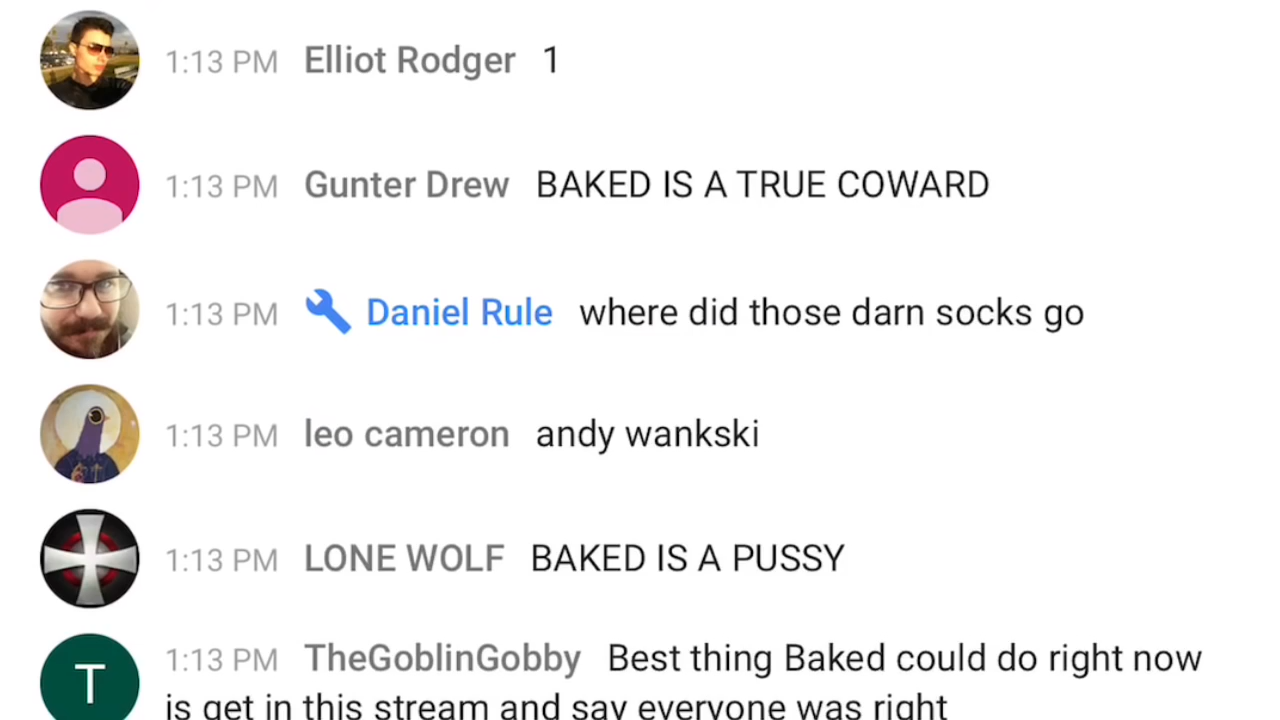 1:13 PM Elliot Rodger 1
1:13 PM Gunter Drew BAKED IS A TRUE COWARD
1:13 PM Daniel Rule where did those darn socks go
1:13 PM leo cameron andy wankski
1:13 PM LONE WOLF BAKED IS A PUSSY
T 1:13 PM TheGoblinGobby Best thing Baked could do right now
is get in this stream and say everyone was right